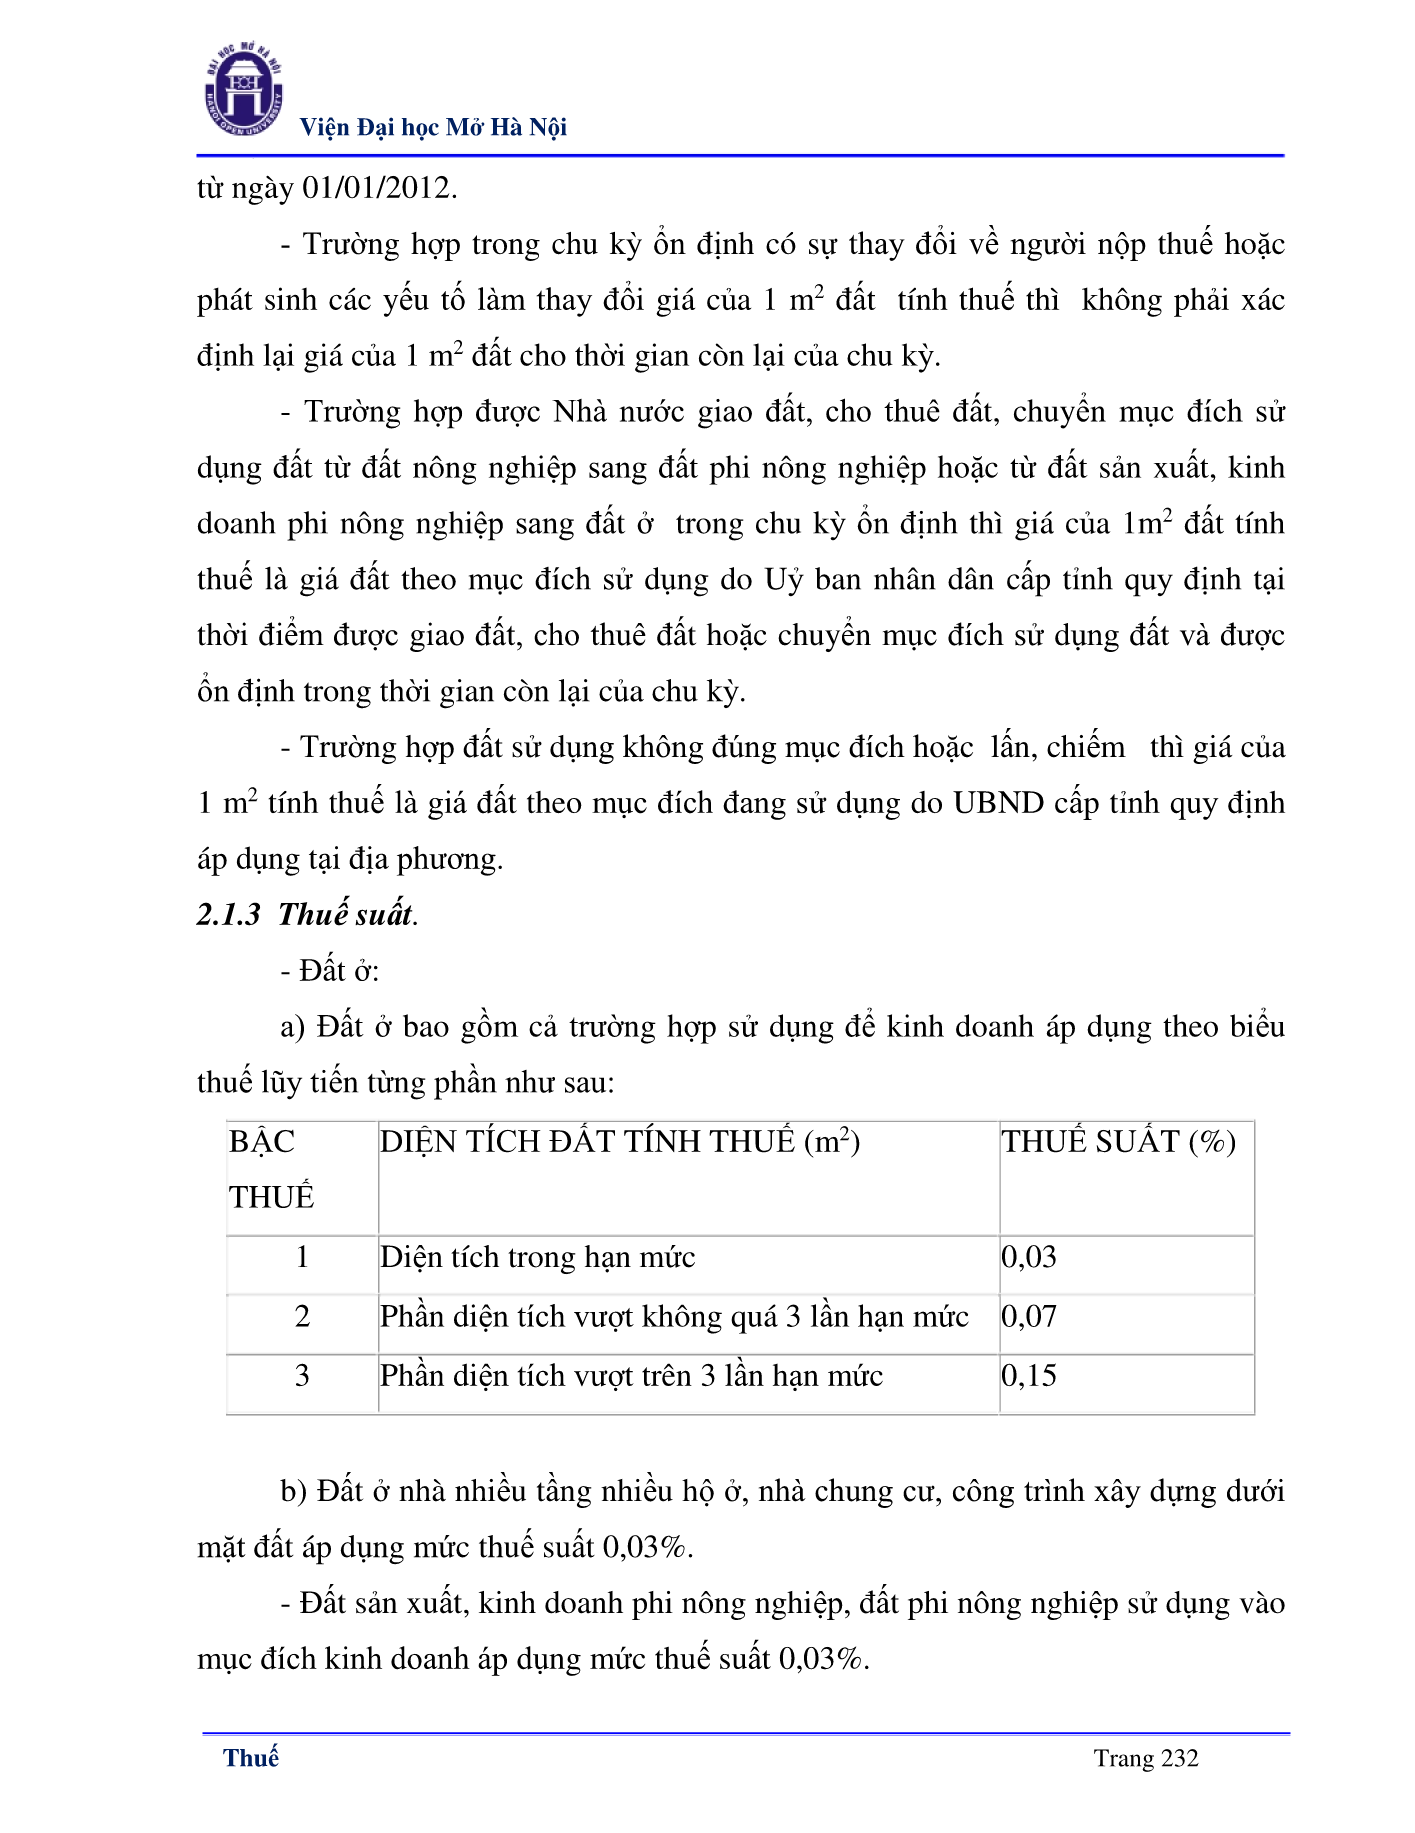 ĐẠI HỌC MỞ HÀ NỘI
HANOI OPEN UNIVERSITY
Viện Đại học Mở Hà Nội
từ ngày 01/01/2012.
- Trường hợp trong chu kỳ ổn định có sự thay đổi về người nộp thuế hoặc
phát sinh các yếu tố làm thay đổi giá của 1 m² đất tính thuế thì không phải xác
định lại giá của 1 m² đất cho thời gian còn lại của chu kỳ.
- Trường hợp được Nhà nước giao đất, cho thuê đất, chuyển mục đích sử
dụng đất từ đất nông nghiệp sang đất phi nông nghiệp hoặc từ đất sản xuất, kinh
doanh phi nông nghiệp sang đất ở trong chu kỳ ổn định thì giá của 1m² đất tính
thuế là giá đất theo mục đích sử dụng do Uỷ ban nhân dân cấp tỉnh quy định tại
thời điểm được giao đất, cho thuê đất hoặc chuyển mục đích sử dụng đất và được
ổn định trong thời gian còn lại của chu kỳ.
- Trường hợp đất sử dụng không đúng mục đích hoặc lấn, chiếm thì giá của
1 m² tính thuế là giá đất theo mục đích đang sử dụng do UBND cấp tỉnh quy định
áp dụng tại địa phương.
2.1.3 Thuế suất.
- Đất ở:
a) Đất ở bao gồm cả trường hợp sử dụng để kinh doanh áp dụng theo biểu
thuế lũy tiến từng phần như sau:
BẬC THUẾ DIỆN TÍCH ĐẤT TÍNH THUẾ (m²) THUẾ SUẤT (%)
1 Diện tích trong hạn mức 0,03
2 Phần diện tích vượt không quá 3 lần hạn mức 0,07
3 Phần diện tích vượt trên 3 lần hạn mức 0,15
b) Đất ở nhà nhiều tầng nhiều hộ ở, nhà chung cư, công trình xây dựng dưới
mặt đất áp dụng mức thuế suất 0,03%.
- Đất sản xuất, kinh doanh phi nông nghiệp, đất phi nông nghiệp sử dụng vào
mục đích kinh doanh áp dụng mức thuế suất 0,03%.
Thuế Trang 232